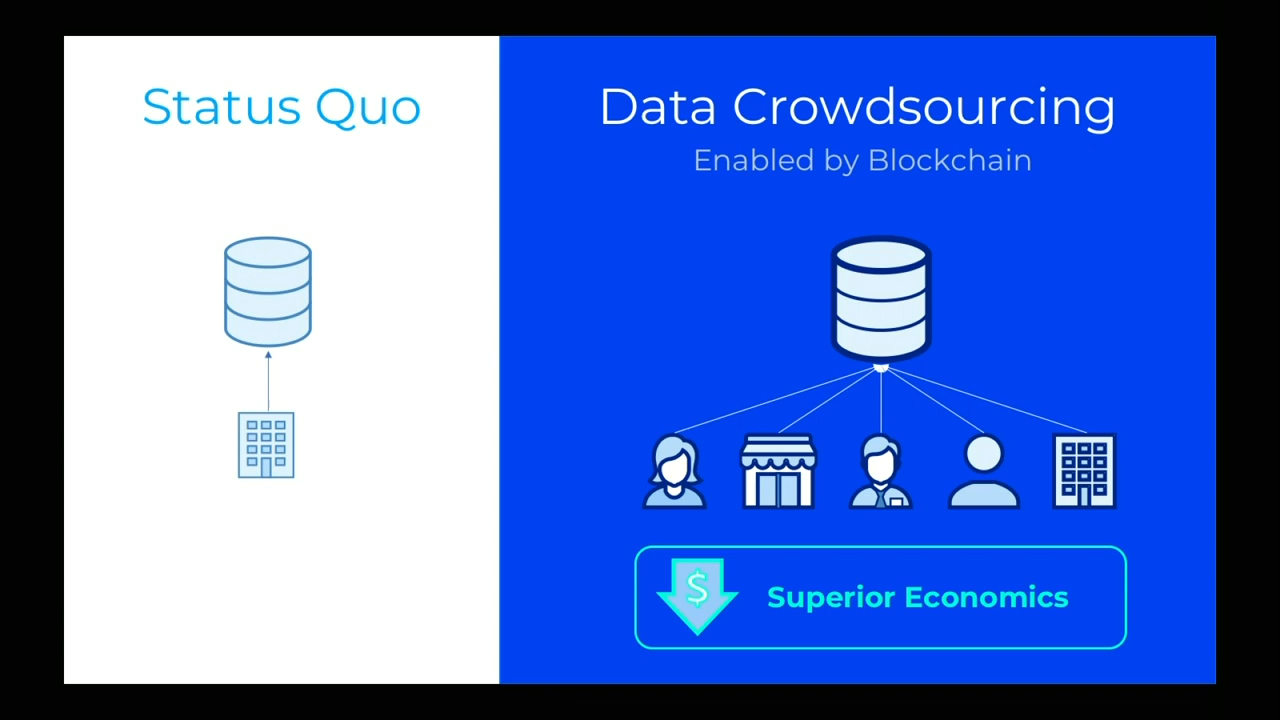 Status Quo
Data Crowdsourcing
Enabled by Blockchain
$
Superior Economics